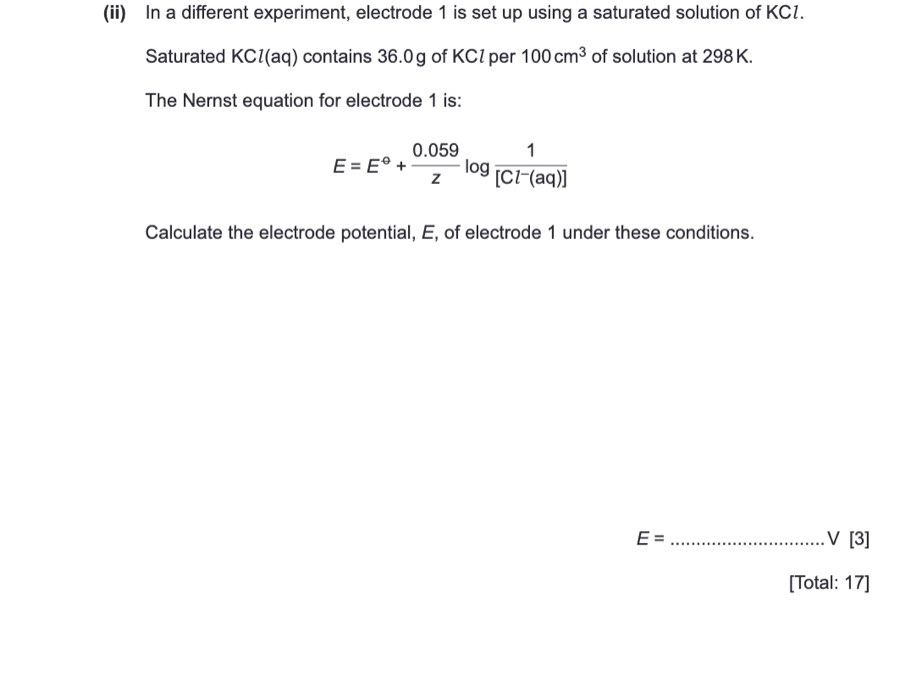 (ii) In a different experiment, electrode 1 is set up using a saturated solution of KCl.
Saturated KCl(aq) contains 36.0 g of KCl per 100 cm³ of solution at 298 K.
The Nernst equation for electrode 1 is:
E = E⦵ + 0.059/z log 1/[Cl⁻(aq)]
Calculate the electrode potential, E, of electrode 1 under these conditions.
E = .............................. V [3]
[Total: 17]